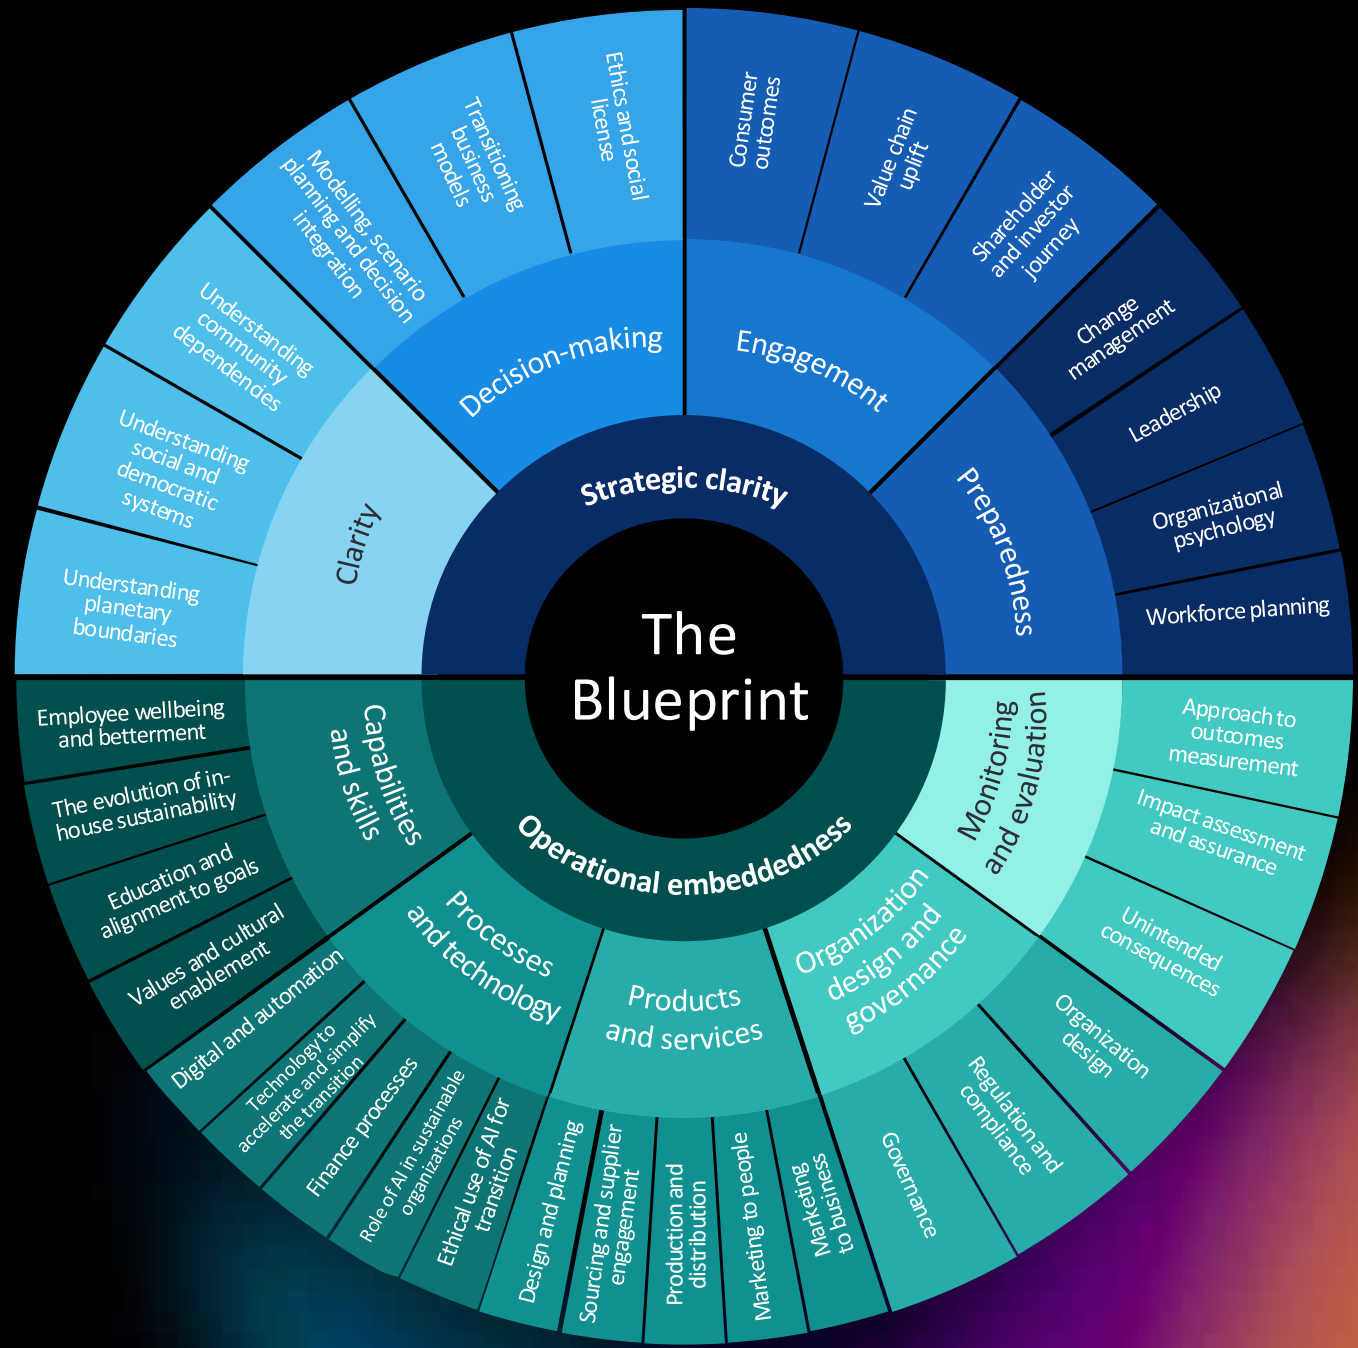 The
Blueprint
Strategic clarity
Clarity
Understanding
planetary
boundaries
Understanding
social and
democratic
systems
Understanding
community
dependencies
Decision-making
Modelling, scenario
planning and decision
integration
Transitioning
business
models
Ethics and social
license
Engagement
Consumer
outcomes
Value chain
uplift
Shareholder
and investor
journey
Preparedness
Change
management
Leadership
Organizational
psychology
Workforce planning
Operational embeddedness
Monitoring
and evaluation
Approach to
outcomes
measurement
Impact assessment
and assurance
Unintended
consequences
Organization
design and
governance
Organization
design
Regulation and
compliance
Governance
Products
and services
Marketing
to business
Marketing to people
Production and
distribution
Sourcing and supplier
engagement
Design and planning
Processes
and technology
Ethical use of AI for
transition
Role of AI in sustainable
organizations
Finance processes
Technology to
accelerate and simplify
the transition
Digital and automation
Capabilities
and skills
Values and cultural
enablement
Education and
alignment to goals
The evolution of in-
house sustainability
Employee wellbeing
and betterment